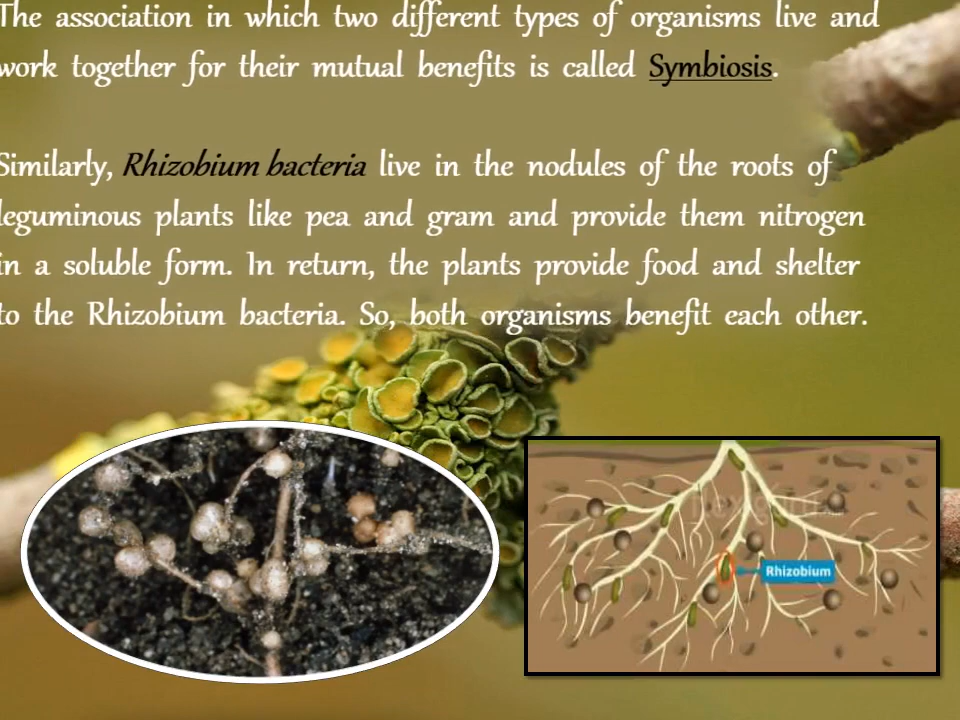 The association in which two different types of organisms live and
work together for their mutual benefits is called Symbiosis.
Similarly, Rhizobium bacteria live in the nodules of the roots of
leguminous plants like pea and gram and provide them nitrogen
in a soluble form. In return, the plants provide food and shelter
to the Rhizobium bacteria. So, both organisms benefit each other.
Rhizobium